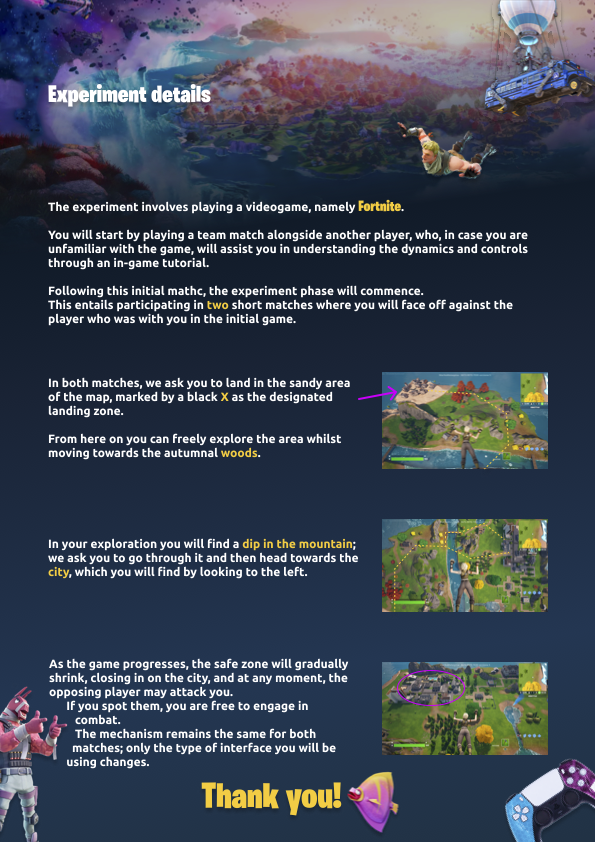 Experiment details
The experiment involves playing a videogame, namely Fortnite.
You will start by playing a team match alongside another player, who, in case you are
unfamiliar with the game, will assist you in understanding the dynamics and controls
through an in-game tutorial.
Following this initial mathc, the experiment phase will commence.
This entails participating in two short matches where you will face off against the
player who was with you in the initial game.
In both matches, we ask you to land in the sandy area
of the map, marked by a black X as the designated
landing zone.
From here on you can freely explore the area whilst
moving towards the autumnal woods.
In your exploration you will find a dip in the mountain;
we ask you to go through it and then head towards the
city, which you will find by looking to the left.
As the game progresses, the safe zone will gradually
shrink, closing in on the city, and at any moment, the
opposing player may attack you.
If you spot them, you are free to engage in
combat.
The mechanism remains the same for both
matches; only the type of interface you will be
using changes.
Thank you!